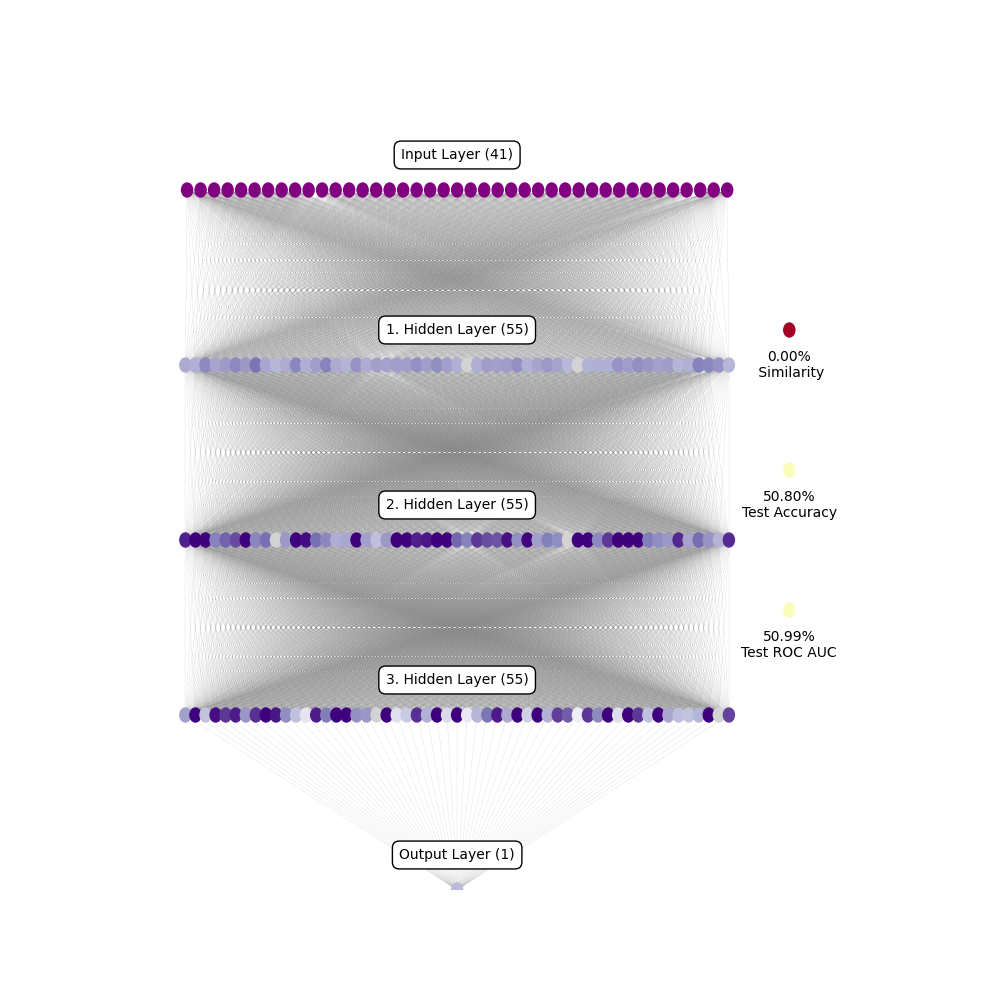 Input Layer (41)
1. Hidden Layer (55)
0.00%
Similarity
50.80%
Test Accuracy
2. Hidden Layer (55)
50.99%
Test ROC AUC
3. Hidden Layer (55)
Output Layer (1)